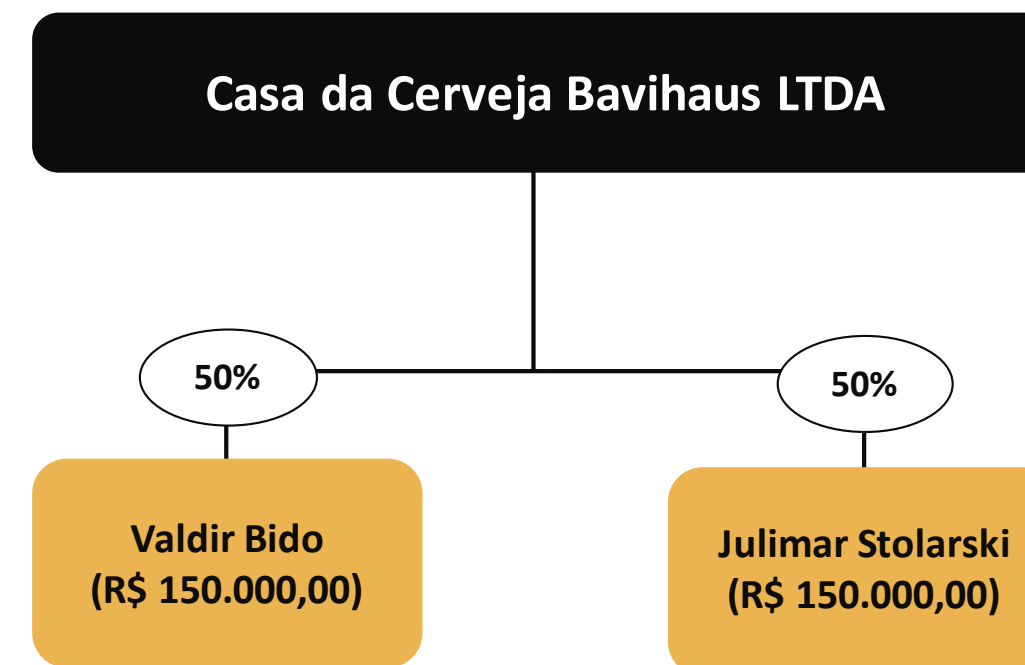 Casa da Cerveja Bavihaus LTDA
50%
50%
Valdir Bido
(R$ 150.000,00)
Julimar Stolarski
(R$ 150.000,00)